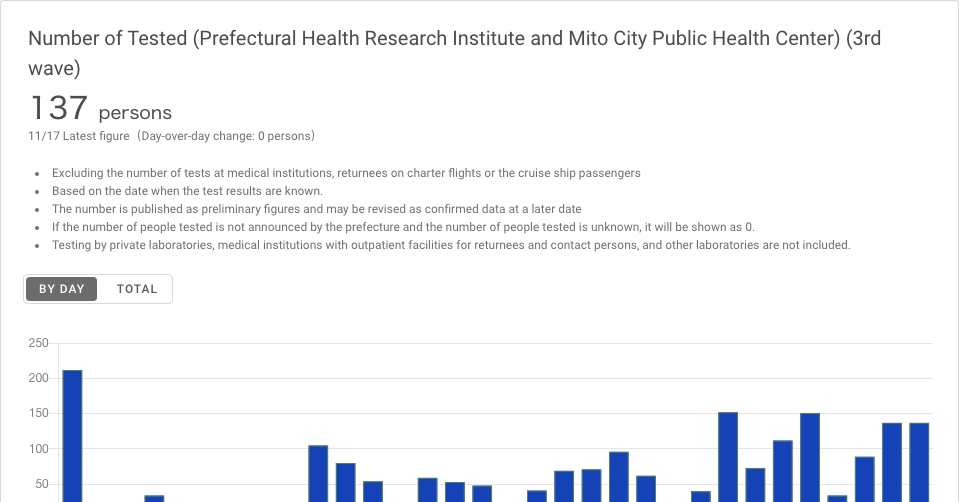 Number of Tested (Prefectural Health Research Institute and Mito City Public Health Center) (3rd
wave)
137 persons
11/17 Latest figure（Day-over-day change: 0 persons）
Excluding the number of tests at medical institutions, returnees on charter flights or the cruise ship passengers
Based on the date when the test results are known.
The number is published as preliminary figures and may be revised as confirmed data at a later date
If the number of people tested is not announced by the prefecture and the number of people tested is unknown, it will be shown as 0.
Testing by private laboratories, medical institutions with outpatient facilities for returnees and contact persons, and other laboratories are not included.
BY DAY TOTAL
250
200
150
100
50